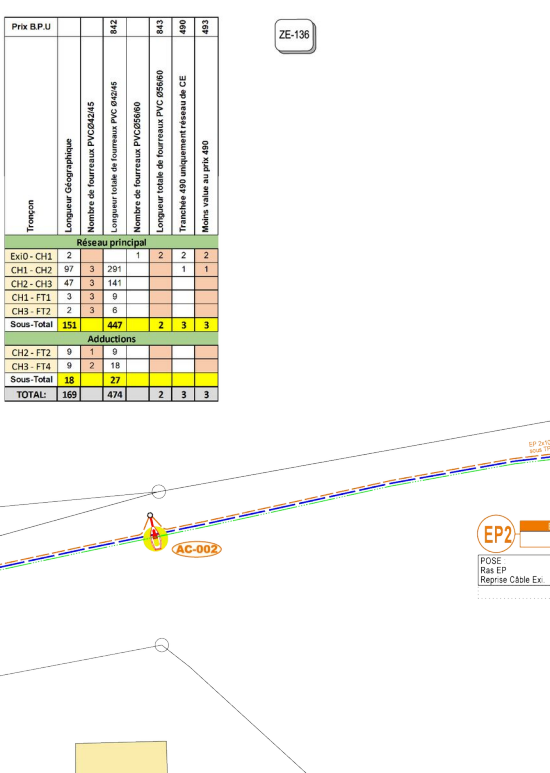 Prix B.P.U 842 843 490 493
Tronçon
Longueur Géographique
Nombre de fourreaux PVCØ42/45
Longueur totale de fourreaux PVC Ø42/45
Nombre de fourreaux PVCØ56/60
Longueur totale de fourreaux PVC Ø56/60
Tranchée 490 uniquement réseau de CE
Moins value au prix 490
Réseau principal
Exi0 - CH1 2 1 2 2 2
CH1 - CH2 97 3 291 1 1
CH2 - CH3 47 3 141
CH1 - FT1 3 3 9
CH3 - FT2 2 3 6
Sous-Total 151 447 2 3 3
Adductions
CH2 - FT2 9 1 9
CH3 - FT4 9 2 18
Sous-Total 18 27
TOTAL: 169 474 2 3 3
ZE-136
EP 2x10
sous TP
AC-002
EP2
POSE :
Ras EP
Reprise Câble Exi.